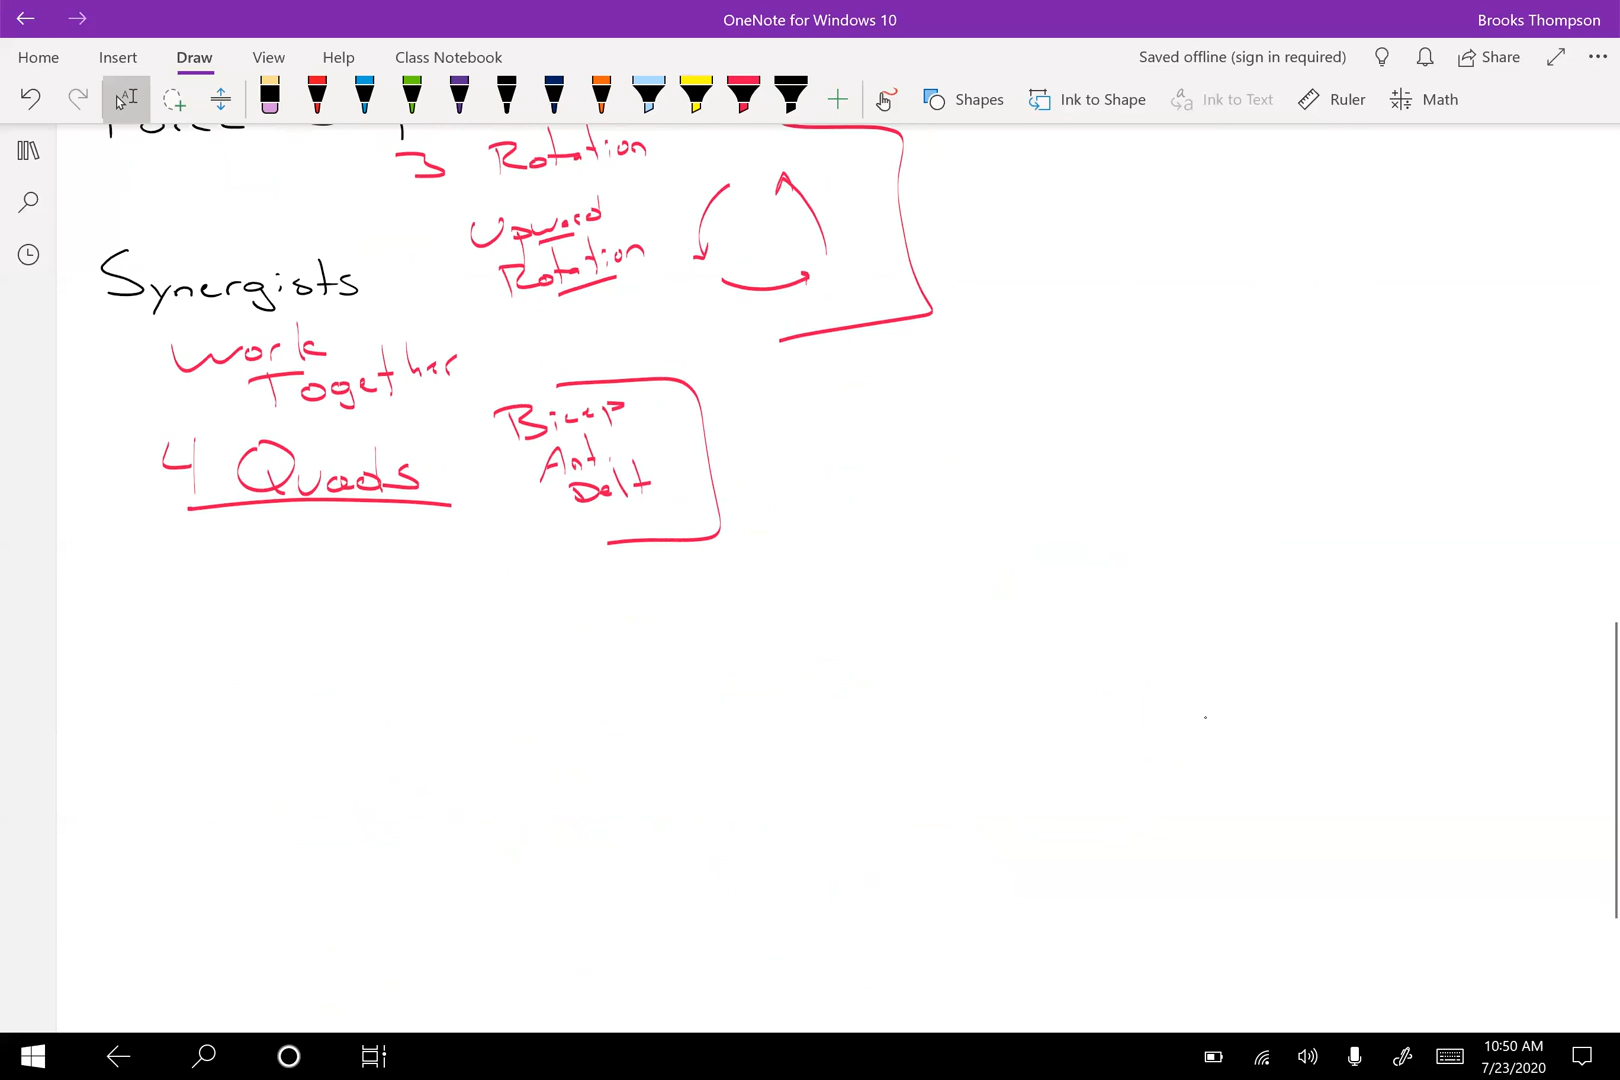 OneNote for Windows 10
Brooks Thompson
Home Insert Draw View Help Class Notebook
Saved offline (sign in required) Share
Shapes Ink to Shape Ink to Text Ruler Math
3 Rotation
Upward
Rotation
Synergists
Work
Together
4 Quads
Bicep
Ant.
Delt
10:50 AM
7/23/2020